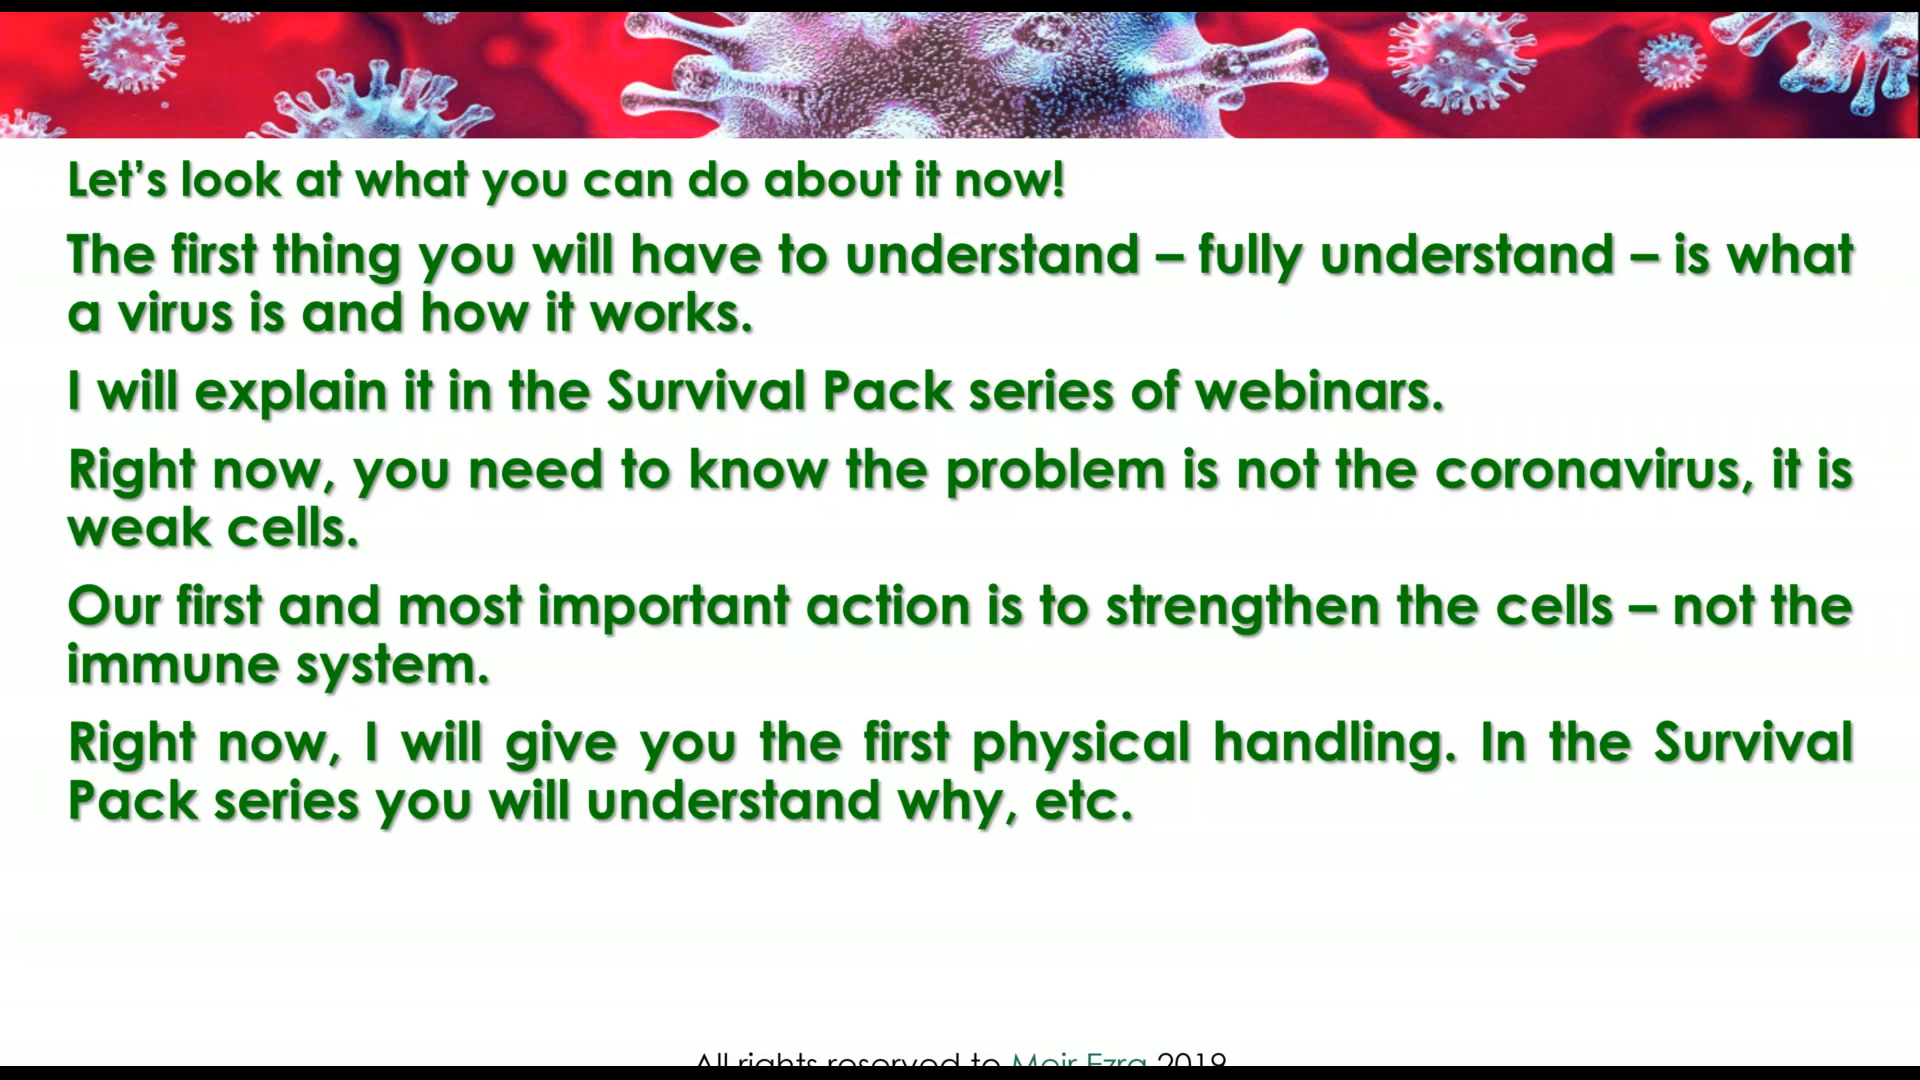 Let's look at what you can do about it now!
The first thing you will have to understand – fully understand – is what
a virus is and how it works.
I will explain it in the Survival Pack series of webinars.
Right now, you need to know the problem is not the coronavirus, it is
weak cells.
Our first and most important action is to strengthen the cells – not the
immune system.
Right now, I will give you the first physical handling. In the Survival
Pack series you will understand why, etc.
All rights reserved to Meir Ezra 2019